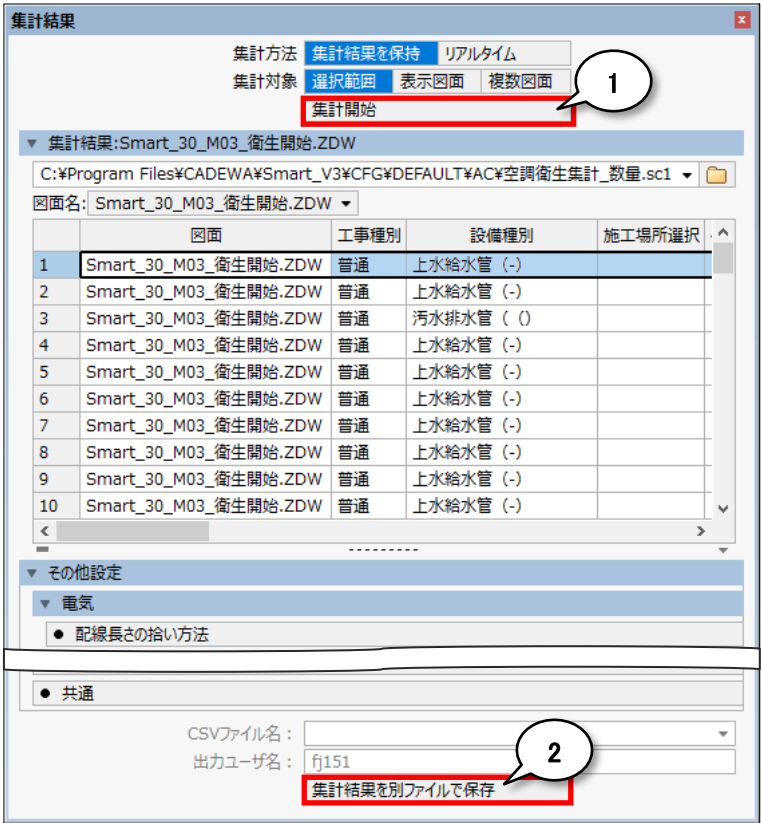 集計結果
集計方法 集計結果を保持 リアルタイム
集計対象 選択範囲 表示図面 複数図面
1
集計開始
集計結果:Smart_30_M03_衛生開始.ZDW
C:¥Program Files¥CADEWA¥Smart_V3¥CFG¥DEFAULT¥AC¥空調衛生集計_数量.sc1
図面名: Smart_30_M03_衛生開始.ZDW
図面 工事種別 設備種別 施工場所選択
1 Smart_30_M03_衛生開始.ZDW 普通 上水給水管 (-)
2 Smart_30_M03_衛生開始.ZDW 普通 上水給水管 (-)
3 Smart_30_M03_衛生開始.ZDW 普通 汚水排水管 ( ()
4 Smart_30_M03_衛生開始.ZDW 普通 上水給水管 (-)
5 Smart_30_M03_衛生開始.ZDW 普通 上水給水管 (-)
6 Smart_30_M03_衛生開始.ZDW 普通 上水給水管 (-)
7 Smart_30_M03_衛生開始.ZDW 普通 上水給水管 (-)
8 Smart_30_M03_衛生開始.ZDW 普通 上水給水管 (-)
9 Smart_30_M03_衛生開始.ZDW 普通 上水給水管 (-)
10 Smart_30_M03_衛生開始.ZDW 普通 上水給水管 (-)
その他設定
電気
● 配線長さの拾い方法
● 共通
CSVファイル名：
出力ユーザ名： fj151
2
集計結果を別ファイルで保存